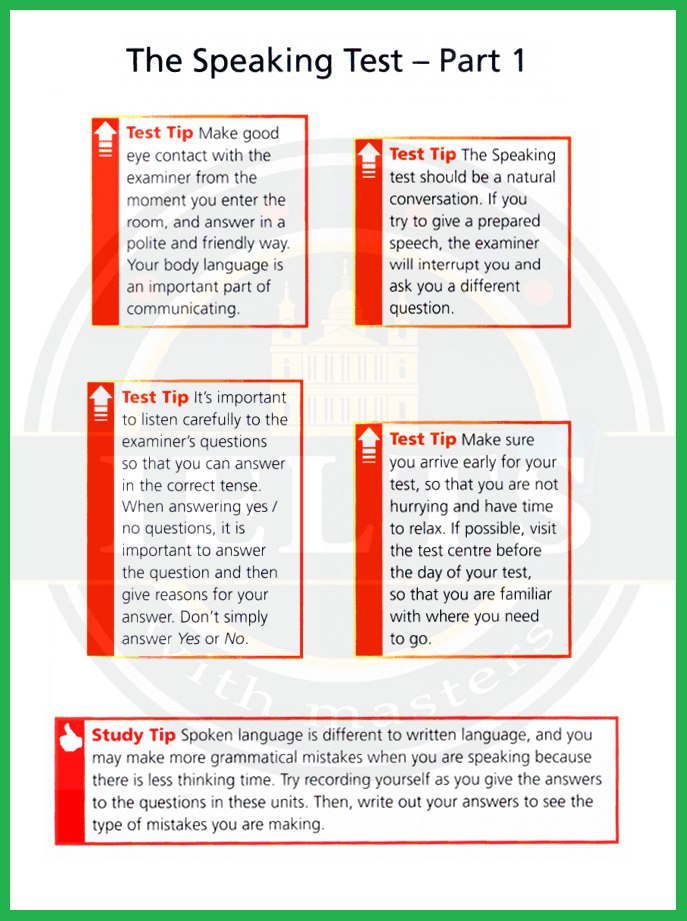 The Speaking Test – Part 1
Test Tip Make good
eye contact with the
examiner from the
moment you enter the
room, and answer in a
polite and friendly way.
Your body language is
an important part of
communicating.
Test Tip The Speaking
test should be a natural
conversation. If you
try to give a prepared
speech, the examiner
will interrupt you and
ask you a different
question.
Test Tip It's important
to listen carefully to the
examiner's questions
so that you can answer
in the correct tense.
When answering yes /
no questions, it is
important to answer
the question and then
give reasons for your
answer. Don't simply
answer Yes or No.
Test Tip Make sure
you arrive early for your
test, so that you are not
hurrying and have time
to relax. If possible, visit
the test centre before
the day of your test,
so that you are familiar
with where you need
to go.
IELTS
with masters
Study Tip Spoken language is different to written language, and you
may make more grammatical mistakes when you are speaking because
there is less thinking time. Try recording yourself as you give the answers
to the questions in these units. Then, write out your answers to see the
type of mistakes you are making.